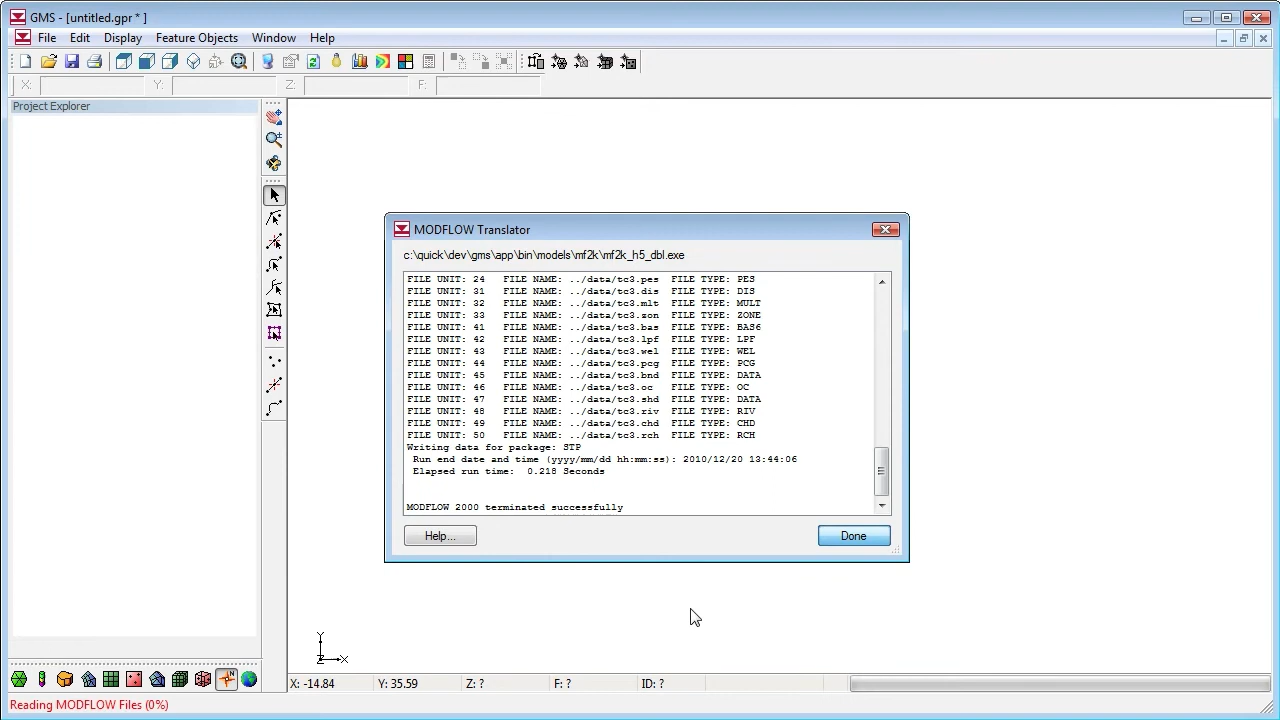 GMS - [untitled.gpr * ]
File Edit Display Feature Objects Window Help
X: Y: Z: F:
Project Explorer
MODFLOW Translator
c:\quick\dev\gms\app\bin\models\mf2k\mf2k_h5_dbl.exe
FILE UNIT: 24 FILE NAME: ../data/tc3.pes FILE TYPE: PES
FILE UNIT: 31 FILE NAME: ../data/tc3.dis FILE TYPE: DIS
FILE UNIT: 32 FILE NAME: ../data/tc3.mlt FILE TYPE: MULT
FILE UNIT: 33 FILE NAME: ../data/tc3.zon FILE TYPE: ZONE
FILE UNIT: 41 FILE NAME: ../data/tc3.bas FILE TYPE: BAS6
FILE UNIT: 42 FILE NAME: ../data/tc3.lpf FILE TYPE: LPF
FILE UNIT: 43 FILE NAME: ../data/tc3.wel FILE TYPE: WEL
FILE UNIT: 44 FILE NAME: ../data/tc3.pcg FILE TYPE: PCG
FILE UNIT: 45 FILE NAME: ../data/tc3.bnd FILE TYPE: DATA
FILE UNIT: 46 FILE NAME: ../data/tc3.oc FILE TYPE: OC
FILE UNIT: 47 FILE NAME: ../data/tc3.shd FILE TYPE: DATA
FILE UNIT: 48 FILE NAME: ../data/tc3.riv FILE TYPE: RIV
FILE UNIT: 49 FILE NAME: ../data/tc3.chd FILE TYPE: CHD
FILE UNIT: 50 FILE NAME: ../data/tc3.rch FILE TYPE: RCH
Writing data for package: STP
Run end date and time (yyyy/mm/dd hh:mm:ss): 2010/12/20 13:44:06
Elapsed run time: 0.218 Seconds
MODFLOW 2000 terminated successfully
Help... Done
Y
Z X
X: -14.84 Y: 35.59 Z: ? F: ? ID: ?
Reading MODFLOW Files (0%)